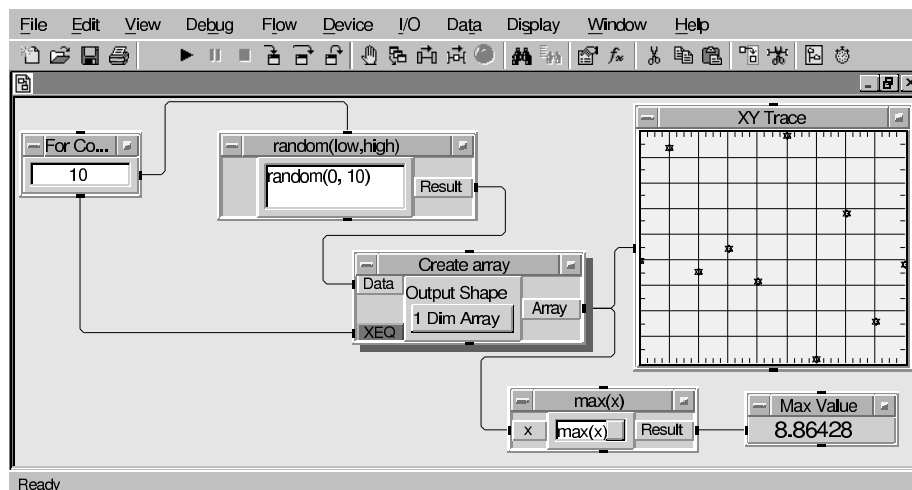 File Edit View Debug Flow Device I/O Data Display Window Help
For Co...
10
random(low,high)
random(0, 10)
Result
Create array
Data
Output Shape
1 Dim Array
Array
XEQ
XY Trace
max(x)
x
max(x)
Result
Max Value
8.86428
Ready